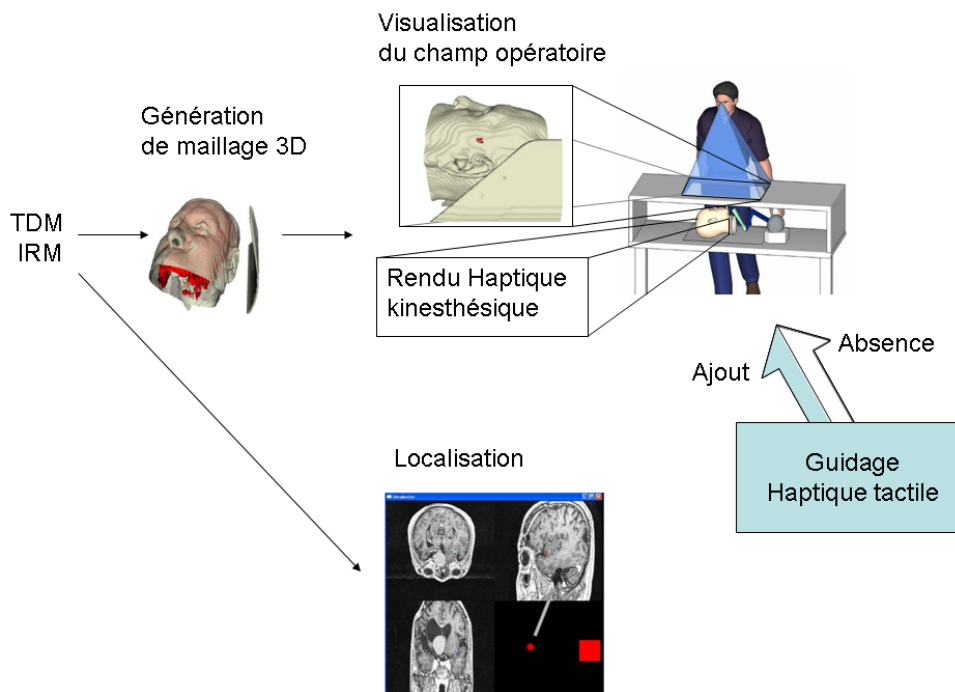 Visualisation
du champ opératoire
Génération
de maillage 3D
TDM
IRM
Rendu Haptique
kinesthésique
Absence
Ajout
Guidage
Haptique tactile
Localisation